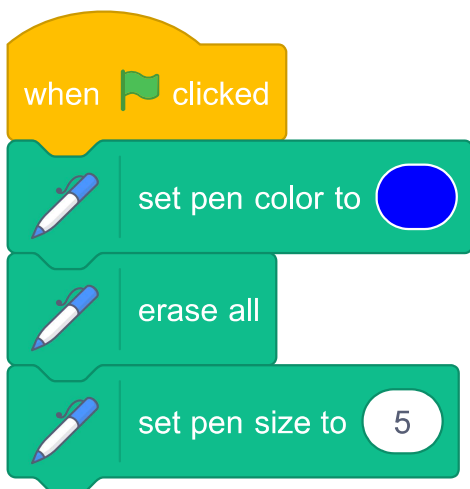 when clicked
set pen color to
erase all
set pen size to 5